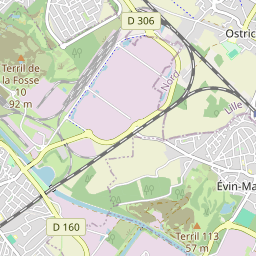 D 306
Ostric
Terril de
la Fosse
10
92 m
Nord
Lille
Évin-Ma
D 160
Terril 113
57 m